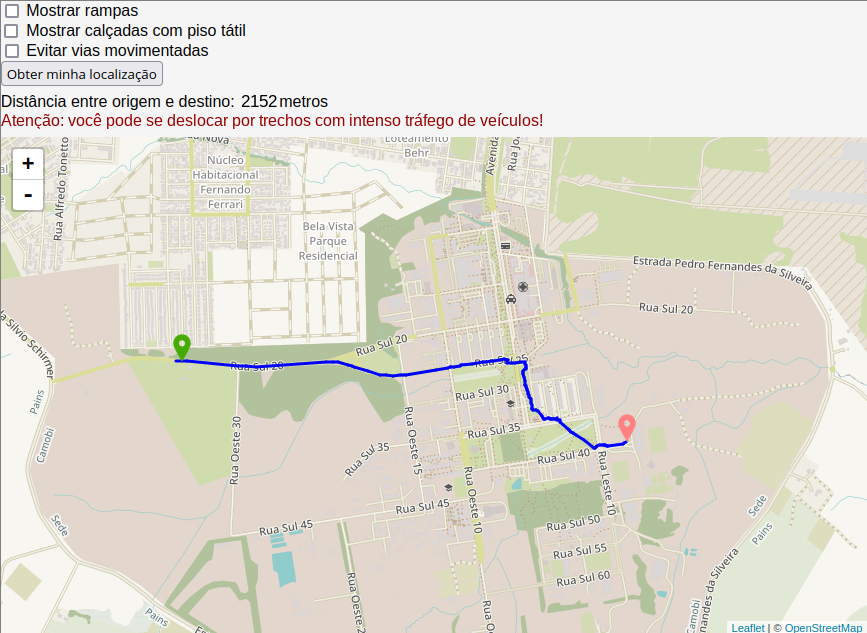 Mostrar rampas
Mostrar calçadas com piso tátil
Evitar vias movimentadas
Obter minha localização
Distância entre origem e destino: 2152 metros
Atenção: você pode se deslocar por trechos com intenso tráfego de veículos!
+
-
Nova
Loteamento
Behr
Rua Alfredo Tonetto
Núcleo
Habitacional
Fernando
Ferrari
Avenida
Bela Vista
Parque
Residencial
Estrada Pedro Fernandes da Silveira
Rua Sul 20
Silvio Schirmer
Rua Sul 20
Rua Sul 20
Rua Sul 25
Rua Sul 30
Pains
Camobi
Rua Oeste 30
Rua Oeste 15
Rua Sul 35
Rua Sul 35
Rua Sul 40
Rua Leste 10
Rua Oeste 10
Rua Sul 45
Rua Sul 45
Sede
Rua Sul 50
Sede
Pains
Rua Sul 55
Rua Sul 60
Rua Oeste 2
Rua O
Pains
Camobi
nandes da Silveira
Leaflet | © OpenStreetMap